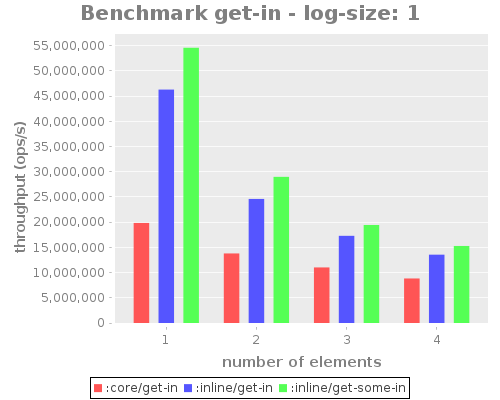 Benchmark get-in - log-size: 1
throughput (ops/s)
55,000,000
50,000,000
45,000,000
40,000,000
35,000,000
30,000,000
25,000,000
20,000,000
15,000,000
10,000,000
5,000,000
0
1 2 3 4
number of elements
:core/get-in :inline/get-in :inline/get-some-in